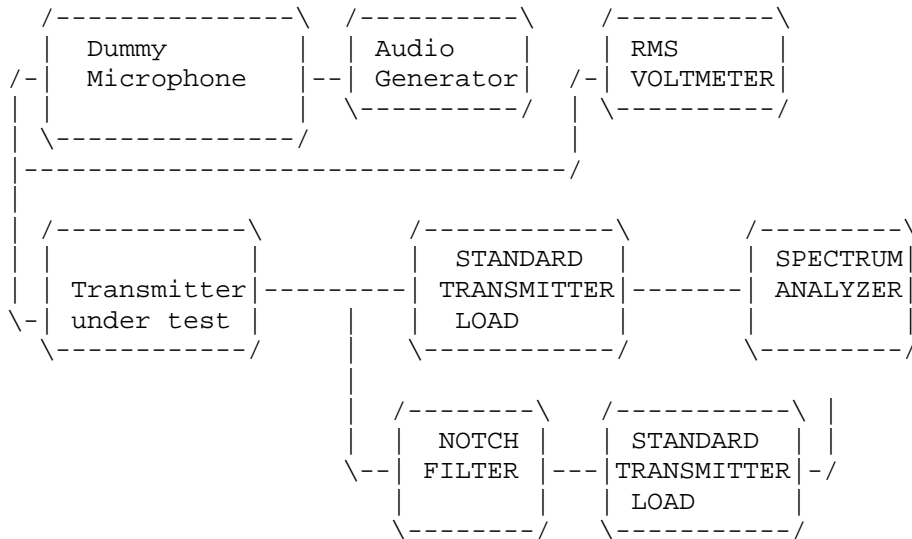 Dummy Microphone
Audio Generator
RMS VOLTMETER
Transmitter under test
STANDARD TRANSMITTER LOAD
SPECTRUM ANALYZER
NOTCH FILTER
STANDARD TRANSMITTER LOAD